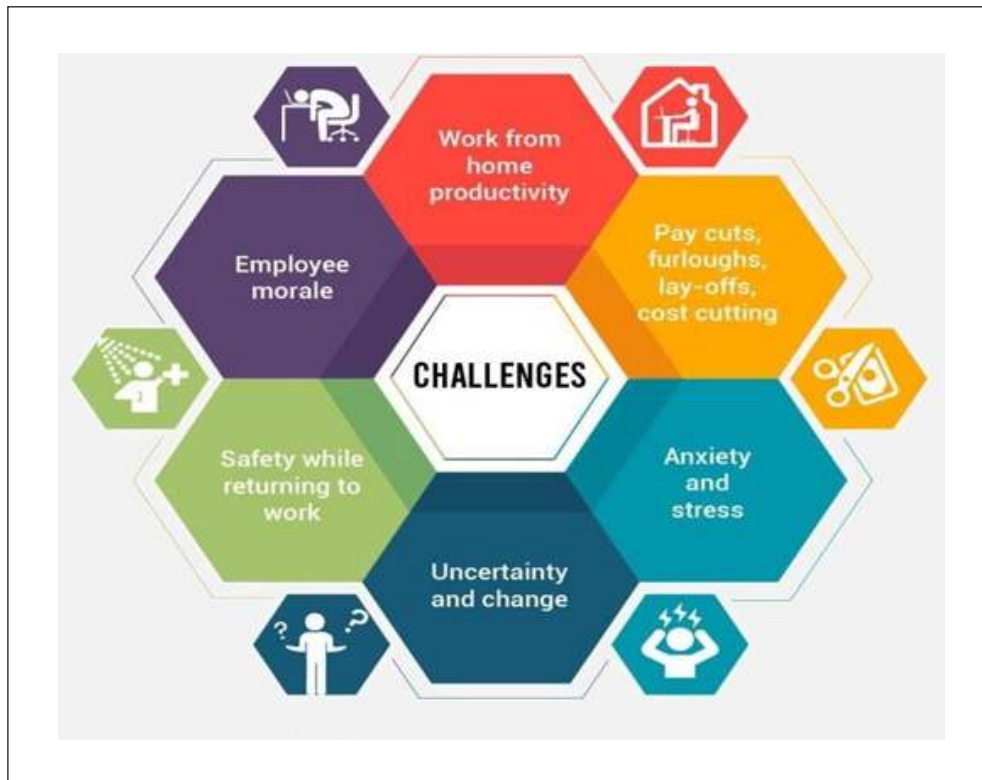 Work from
home
productivity
Pay cuts,
furloughs,
lay-offs,
cost cutting
Employee
morale
CHALLENGES
Safety while
returning to
work
Anxiety
and
stress
Uncertainty
and change
? ?